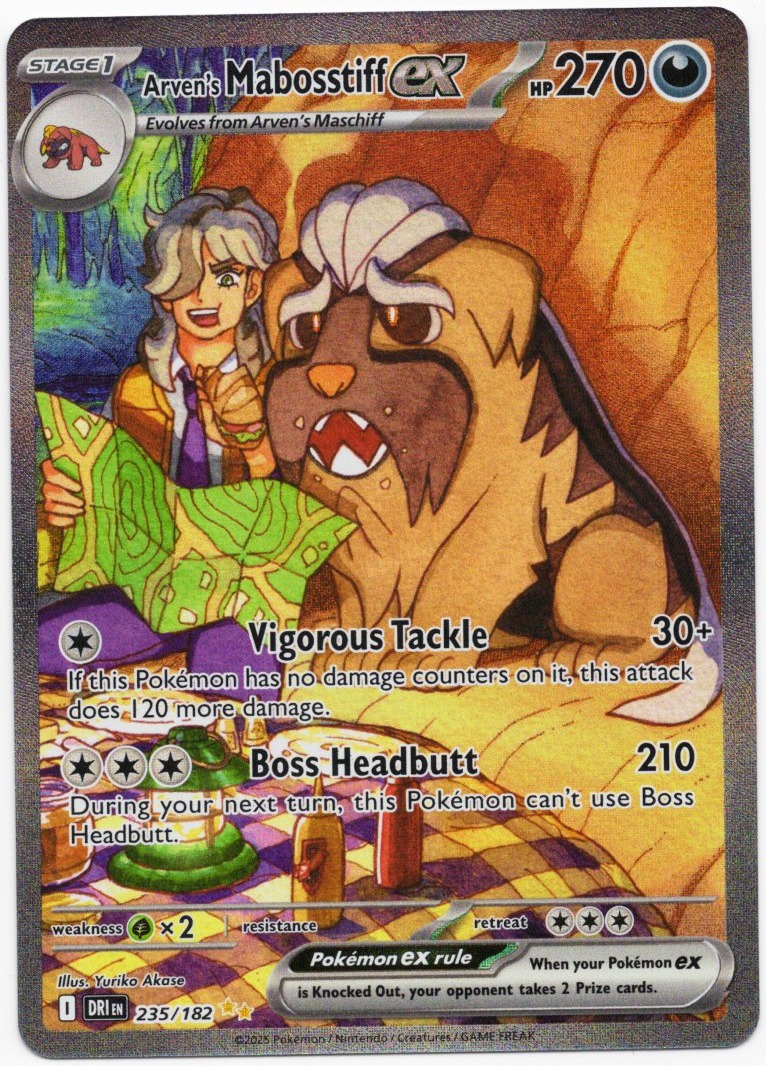 STAGE1
Arven's Mabosstiff ex HP 270
Evolves from Arven's Maschiff
Vigorous Tackle 30+
If this Pokémon has no damage counters on it, this attack
does 120 more damage.
Boss Headbutt 210
During your next turn, this Pokémon can't use Boss
Headbutt.
weakness ×2 resistance retreat
Pokémon ex rule When your Pokémon ex
is Knocked Out, your opponent takes 2 Prize cards.
Illus. Yuriko Akase
I DRI EN 235/182
©2025 Pokémon / Nintendo / Creatures / GAME FREAK